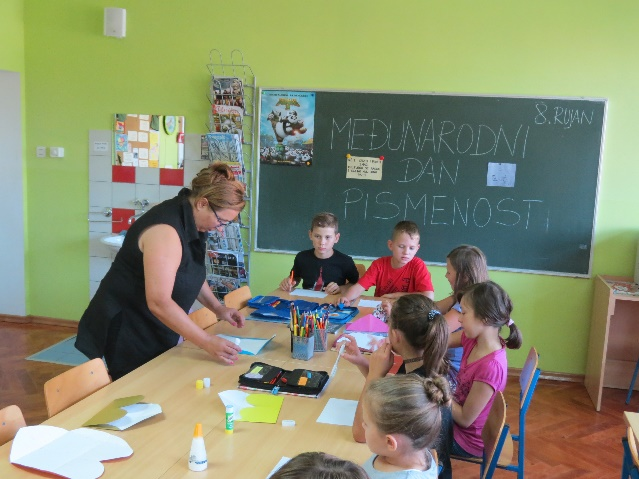 8. RUJAN
MEĐUNARODNI
DAN
PISMENOSTI